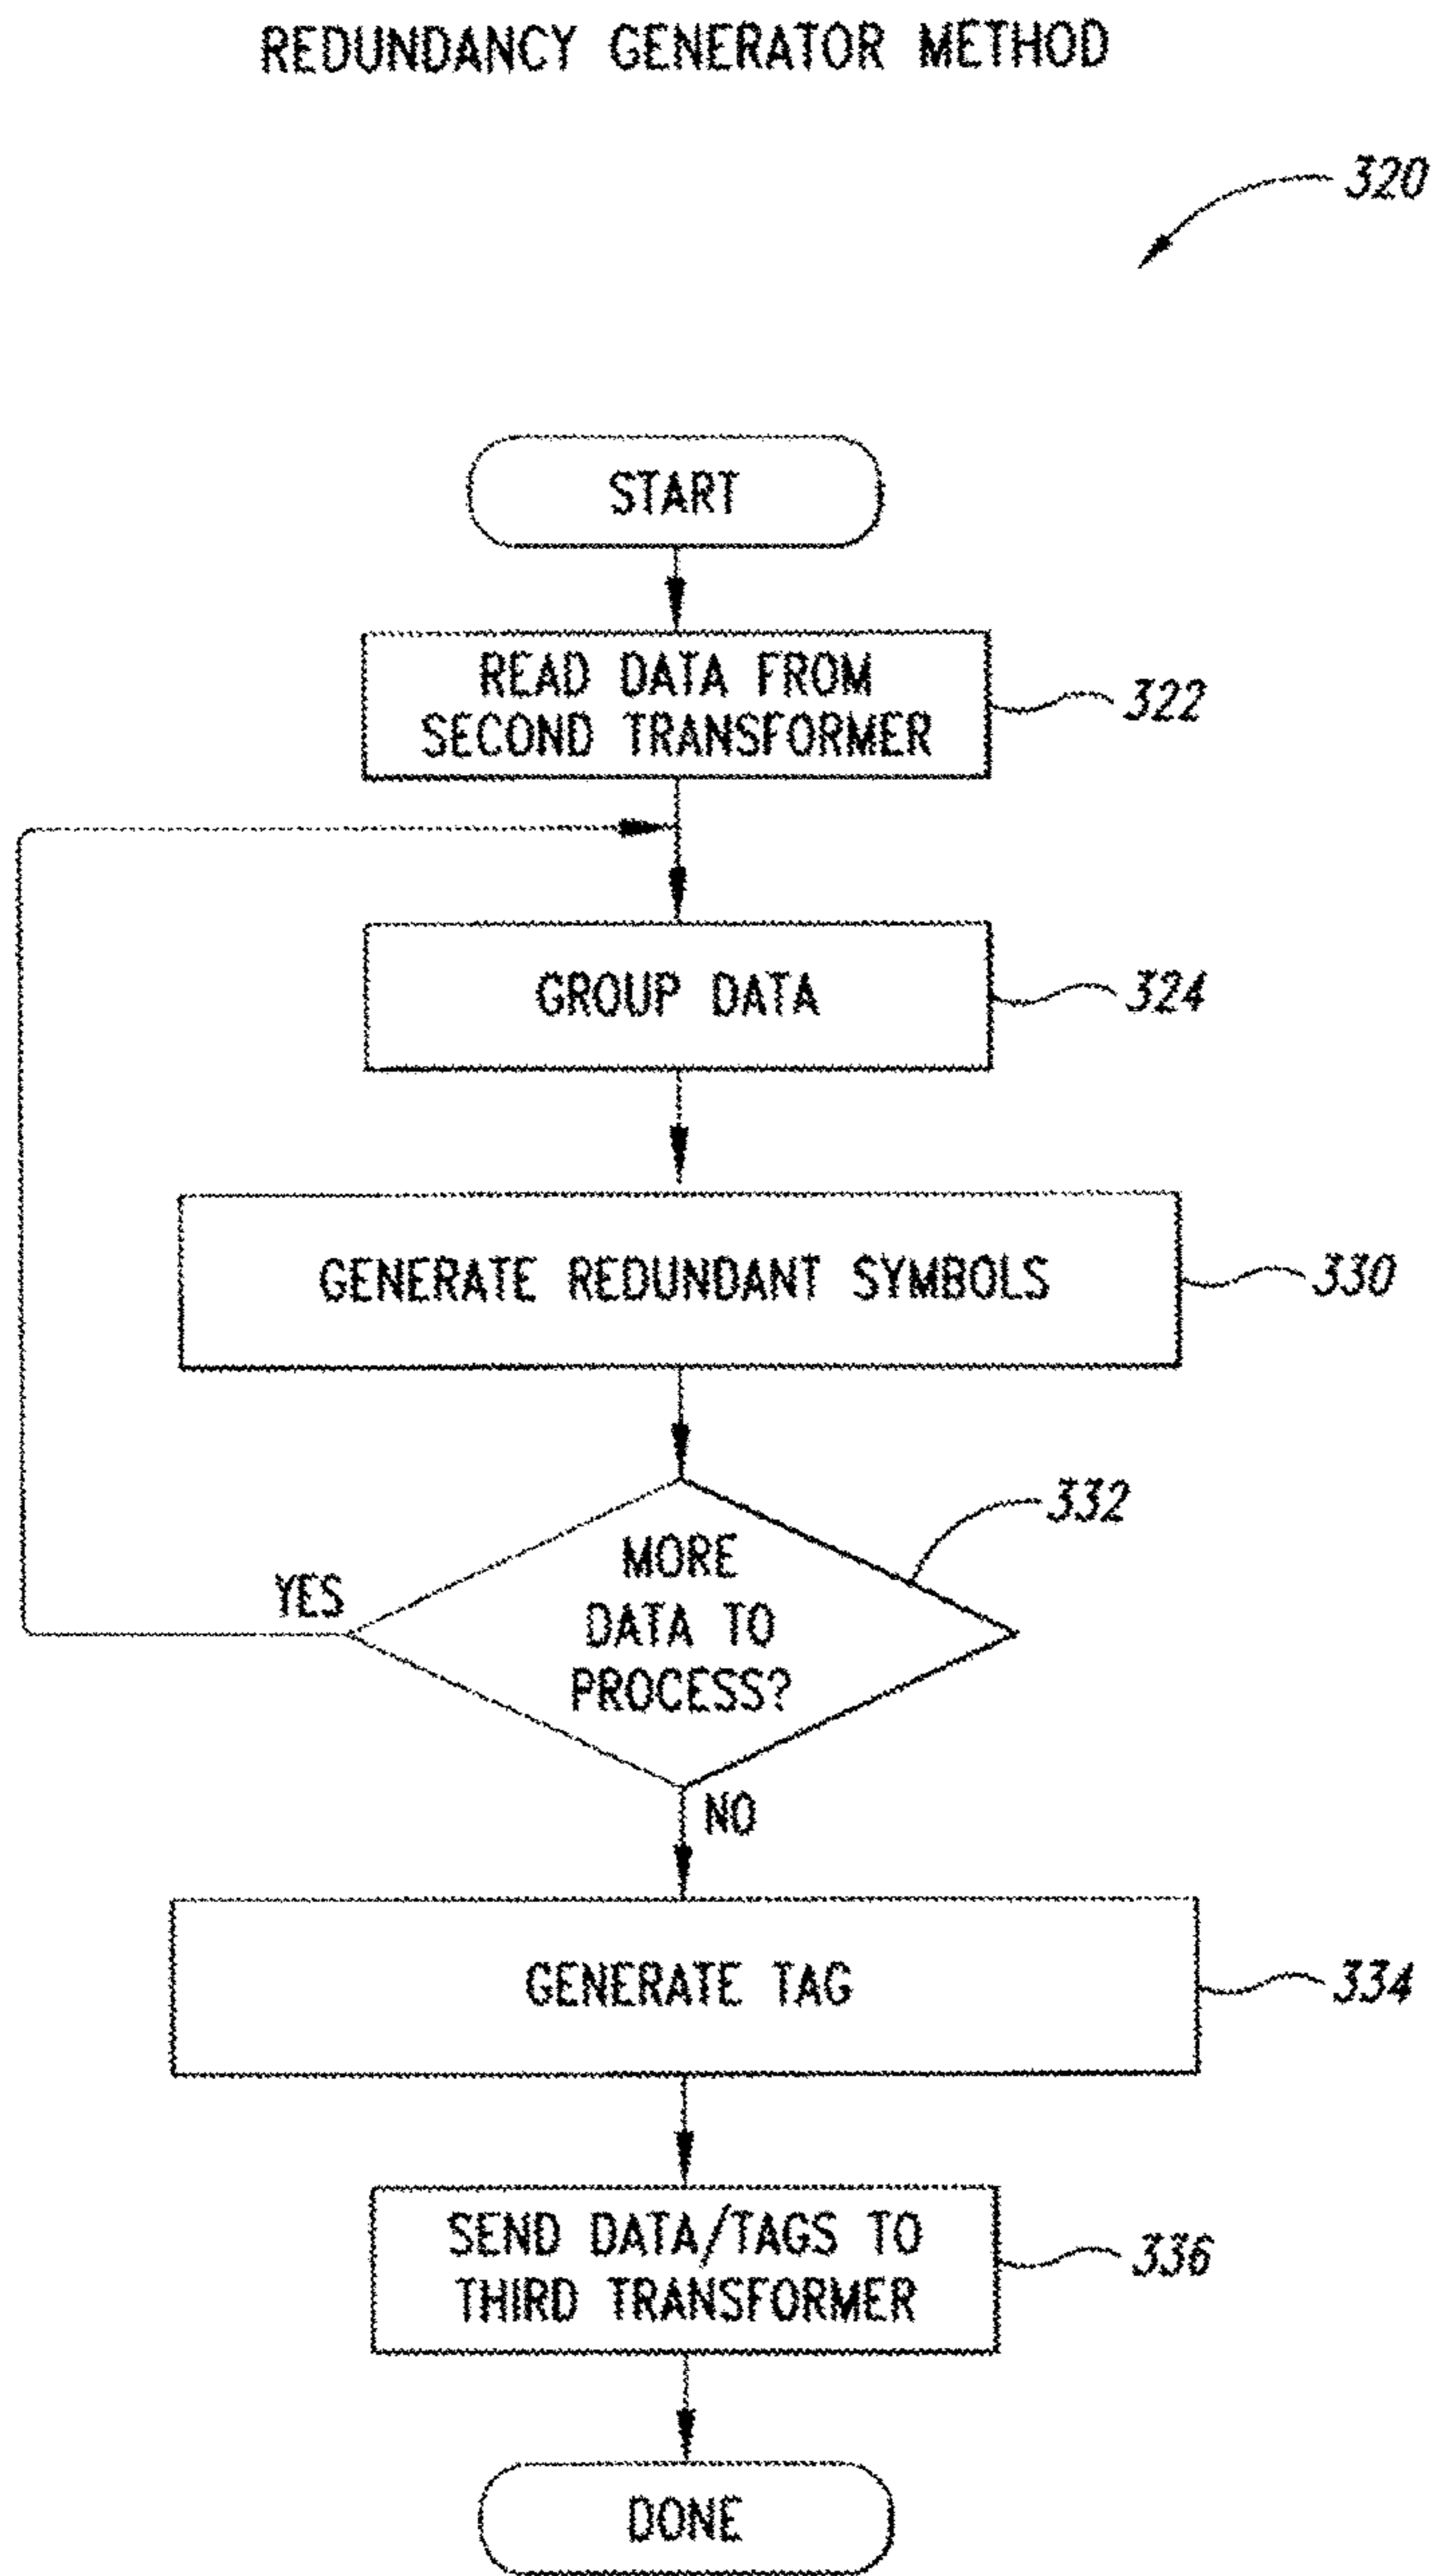 REDUNDANCY GENERATOR METHOD
320
START
READ DATA FROM
SECOND TRANSFORMER
322
GROUP DATA
324
GENERATE REDUNDANT SYMBOLS
330
332
MORE
DATA TO
PROCESS?
YES
NO
GENERATE TAG
334
SEND DATA/TAGS TO
THIRD TRANSFORMER
336
DONE